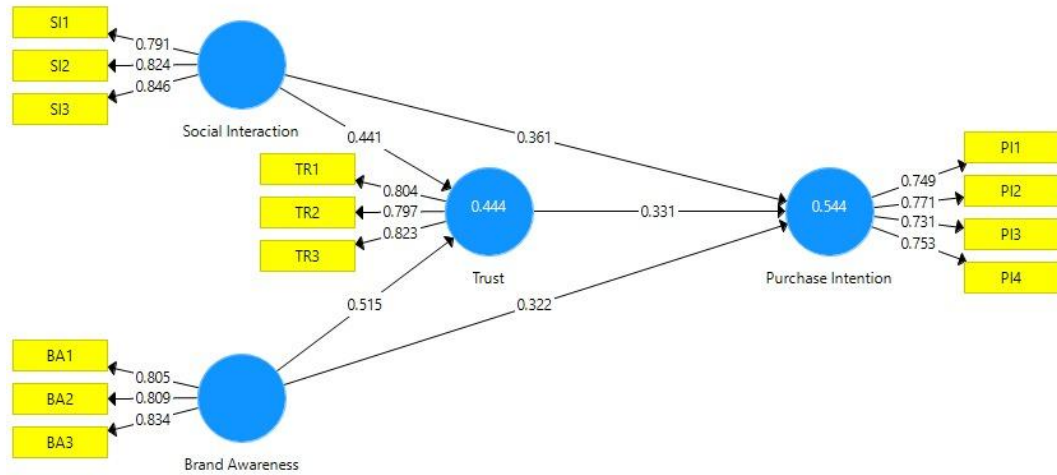 SI1
0.791
SI2
0.824
SI3
0.846
Social Interaction
0.441
0.361
TR1
0.804
TR2
0.797
TR3
0.823
0.444
Trust
0.331
0.544
Purchase Intention
PI1
0.749
PI2
0.771
PI3
0.731
PI4
0.753
0.515
0.322
BA1
0.805
BA2
0.809
BA3
0.834
Brand Awareness